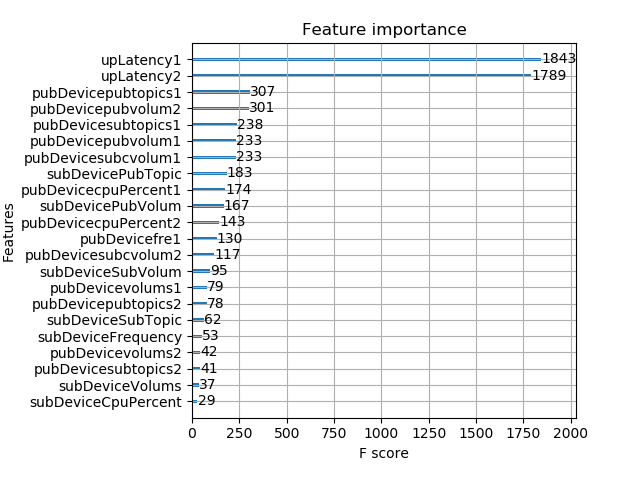 Feature importance
upLatency1 1843
upLatency2 1789
pubDevicepubtopics1 307
pubDevicepubvolum2 301
pubDevicesubtopics1 238
pubDevicepubvolum1 233
pubDevicesubcvolum1 233
subDevicePubTopic 183
pubDevicecpuPercent1 174
subDevicePubVolum 167
pubDevicecpuPercent2 143
pubDevicefre1 130
pubDevicesubcvolum2 117
subDeviceSubVolum 95
pubDevicevolums1 79
pubDevicepubtopics2 78
subDeviceSubTopic 62
subDeviceFrequency 53
pubDevicevolums2 42
pubDevicesubtopics2 41
subDeviceVolums 37
subDeviceCpuPercent 29
Features
0 250 500 750 1000 1250 1500 1750 2000
F score